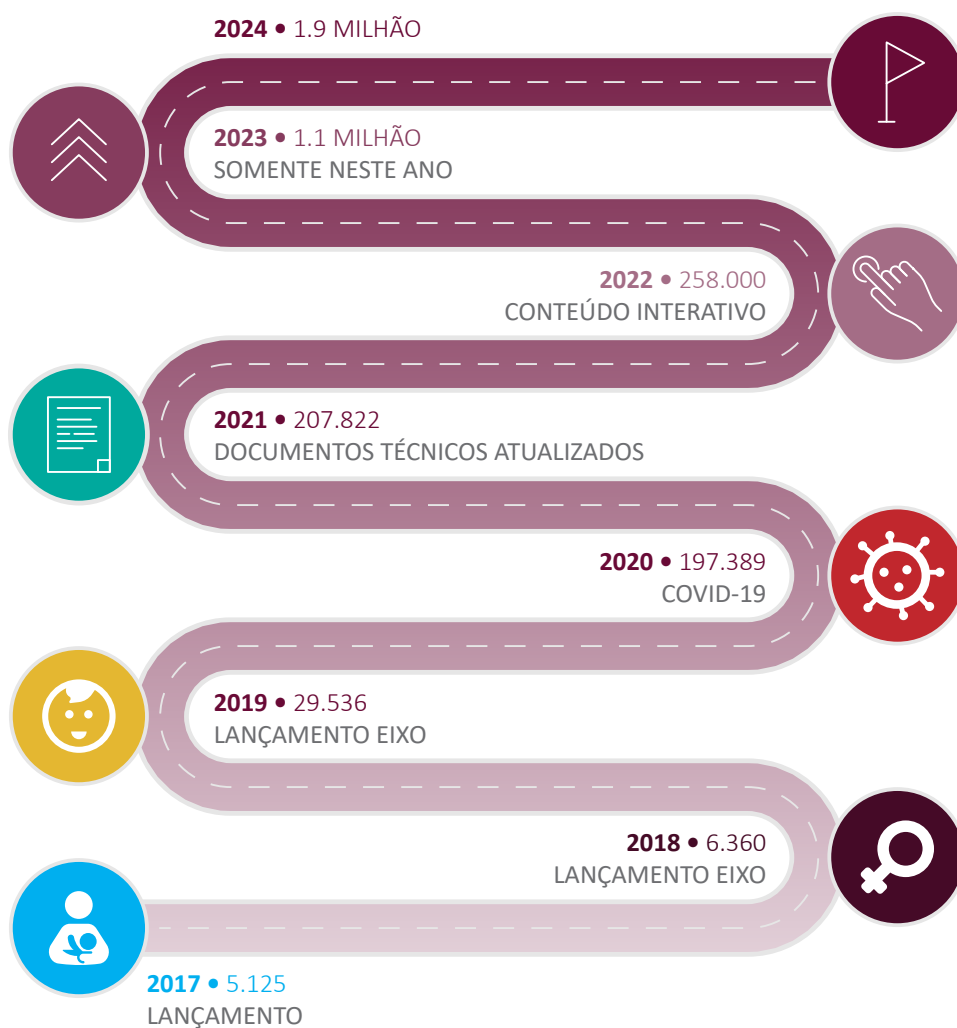 2024 • 1.9 MILHÃO
2023 • 1.1 MILHÃO
SOMENTE NESTE ANO
2022 • 258.000
CONTEÚDO INTERATIVO
2021 • 207.822
DOCUMENTOS TÉCNICOS ATUALIZADOS
2020 • 197.389
COVID-19
2019 • 29.536
LANÇAMENTO EIXO
2018 • 6.360
LANÇAMENTO EIXO
2017 • 5.125
LANÇAMENTO